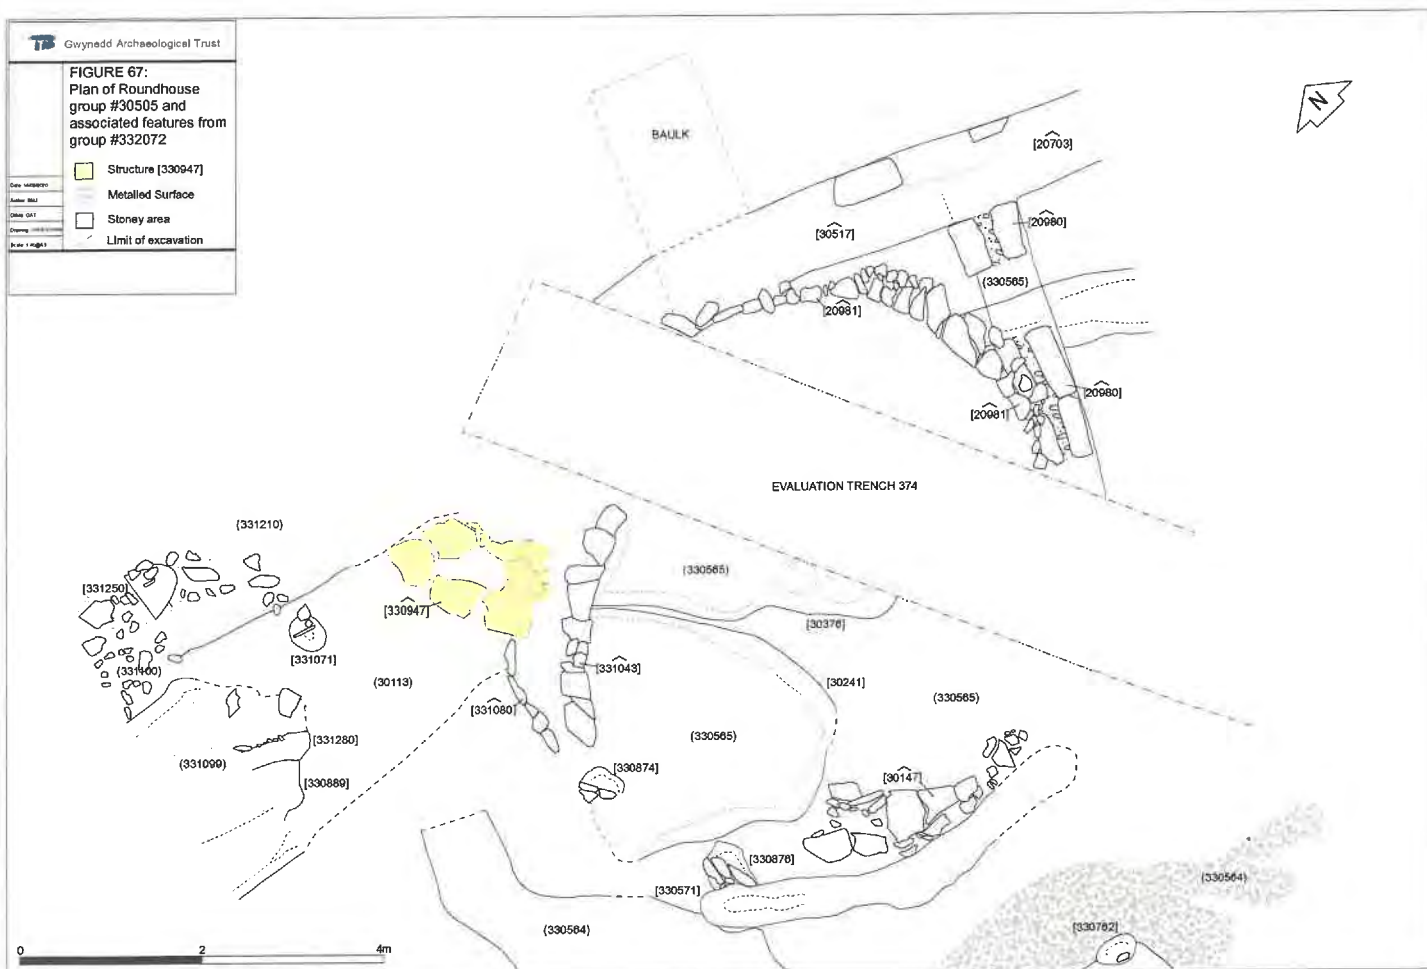 Gwynedd Archaeological Trust
FIGURE 67:
Plan of Roundhouse
group #30505 and
associated features from
group #332072
Structure [330947]
Metalled Surface
Stoney area
Limit of excavation
N
BAULK
[20703]
[30517]
[20980]
(330565)
[20981]
[20980]
[20981]
EVALUATION TRENCH 374
(331210)
[331250]
(330565)
[330947]
[30376]
[331071]
(331100)
[331043]
(30113)
[30241]
(330565)
[331080]
(330565)
[331280]
(331099)
[330874]
[30147]
[330889]
[330876]
(330564)
[330571]
(330564)
[330762]
0 2 4m